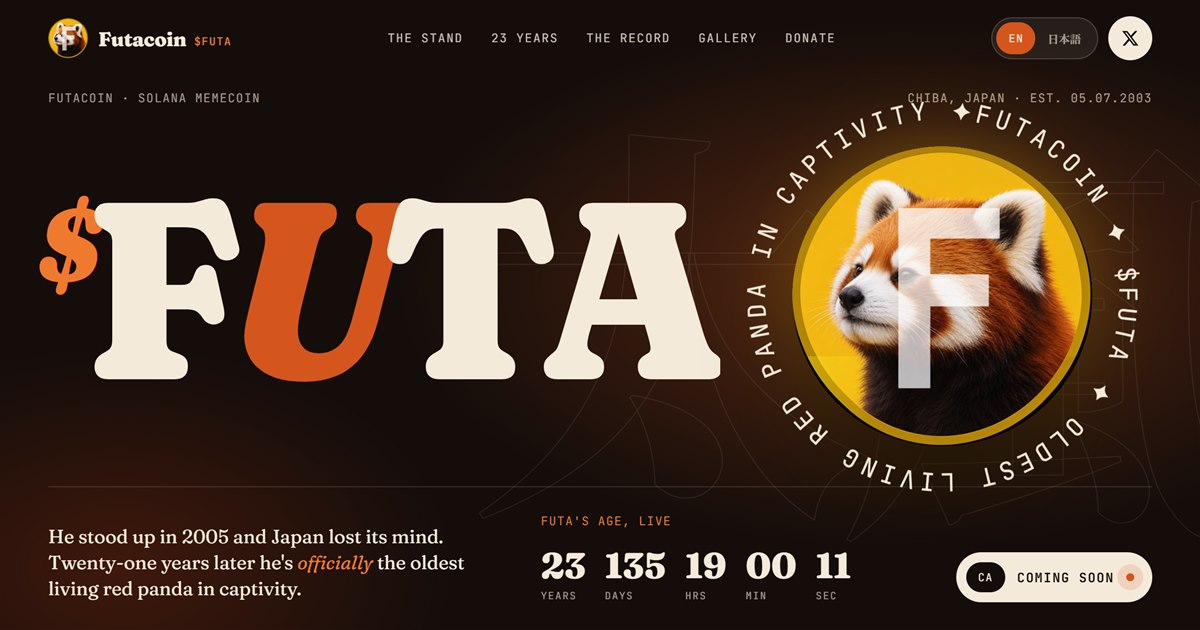 Futacoin $FUTA
THE STAND 23 YEARS THE RECORD GALLERY DONATE
EN 日本語
FUTACOIN · SOLANA MEMECOIN
CHIBA, JAPAN · EST. 05.07.2003
$FUTA
F
FUTACOIN ✦ $FUTA ✦ OLDEST LIVING RED PANDA IN CAPTIVITY ✦
He stood up in 2005 and Japan lost its mind.
Twenty-one years later he's officially the oldest
living red panda in captivity.
FUTA'S AGE, LIVE
23 135 19 00 11
YEARS DAYS HRS MIN SEC
CA COMING SOON